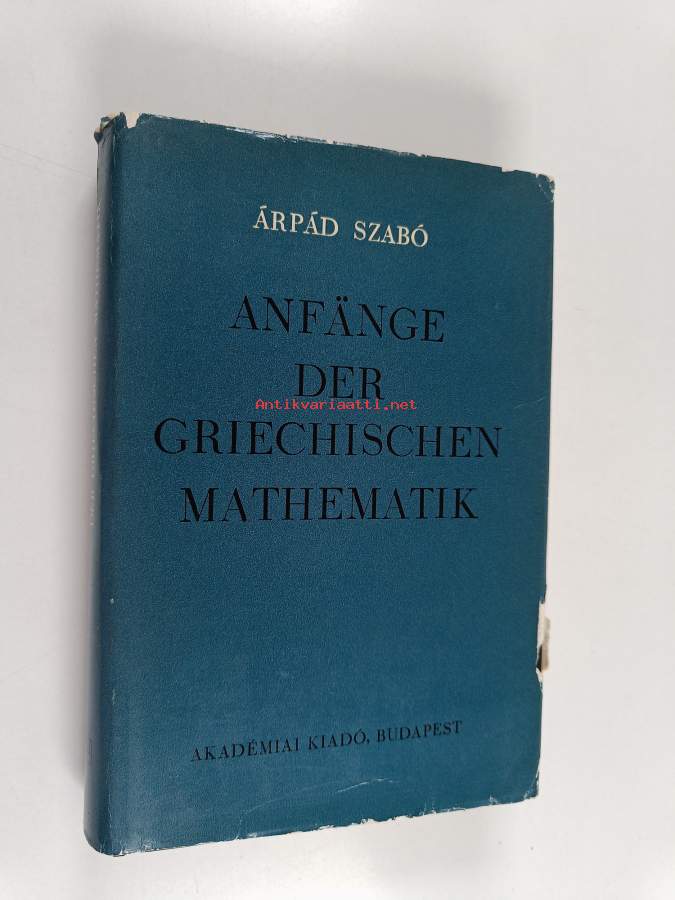 ÁRPÁD SZABÓ
ANFÄNGE
DER
Antikvariaatti.net
GRIECHISCHEN
MATHEMATIK
AKADÉMIAI KIADÓ, BUDAPEST